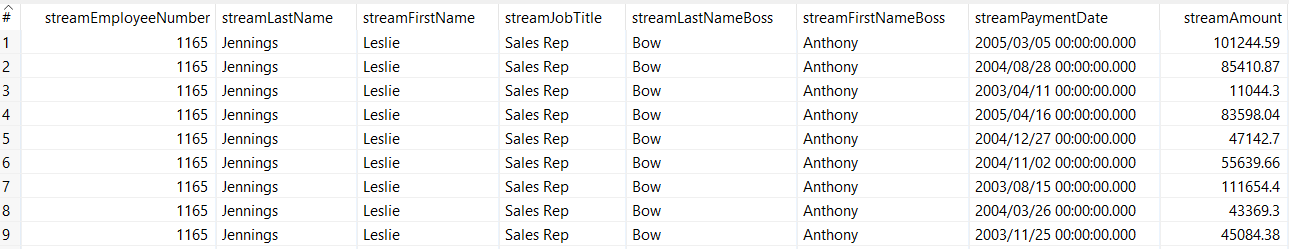 # streamEmployeeNumber streamLastName streamFirstName streamJobTitle streamLastNameBoss streamFirstNameBoss streamPaymentDate streamAmount
1 1165 Jennings Leslie Sales Rep Bow Anthony 2005/03/05 00:00:00.000 101244.59
2 1165 Jennings Leslie Sales Rep Bow Anthony 2004/08/28 00:00:00.000 85410.87
3 1165 Jennings Leslie Sales Rep Bow Anthony 2003/04/11 00:00:00.000 11044.3
4 1165 Jennings Leslie Sales Rep Bow Anthony 2005/04/16 00:00:00.000 83598.04
5 1165 Jennings Leslie Sales Rep Bow Anthony 2004/12/27 00:00:00.000 47142.7
6 1165 Jennings Leslie Sales Rep Bow Anthony 2004/11/02 00:00:00.000 55639.66
7 1165 Jennings Leslie Sales Rep Bow Anthony 2003/08/15 00:00:00.000 111654.4
8 1165 Jennings Leslie Sales Rep Bow Anthony 2004/03/26 00:00:00.000 43369.3
9 1165 Jennings Leslie Sales Rep Bow Anthony 2003/11/25 00:00:00.000 45084.38